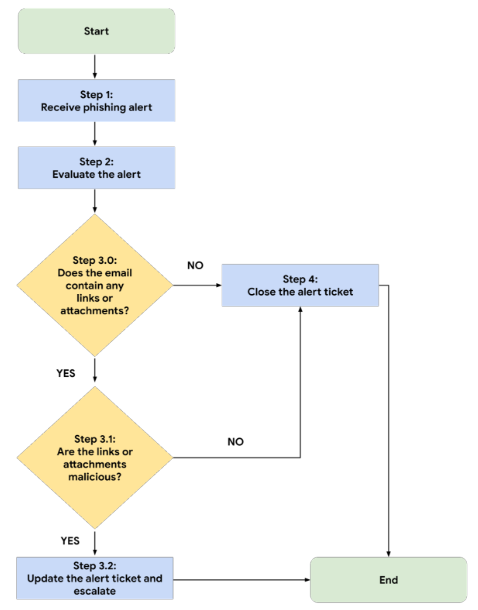 Start
Step 1:
Receive phishing alert
Step 2:
Evaluate the alert
Step 3.0:
Does the email
contain any
links or
attachments?
NO
Step 4:
Close the alert ticket
YES
Step 3.1:
Are the links or
attachments
malicious?
NO
YES
Step 3.2:
Update the alert ticket and
escalate
End